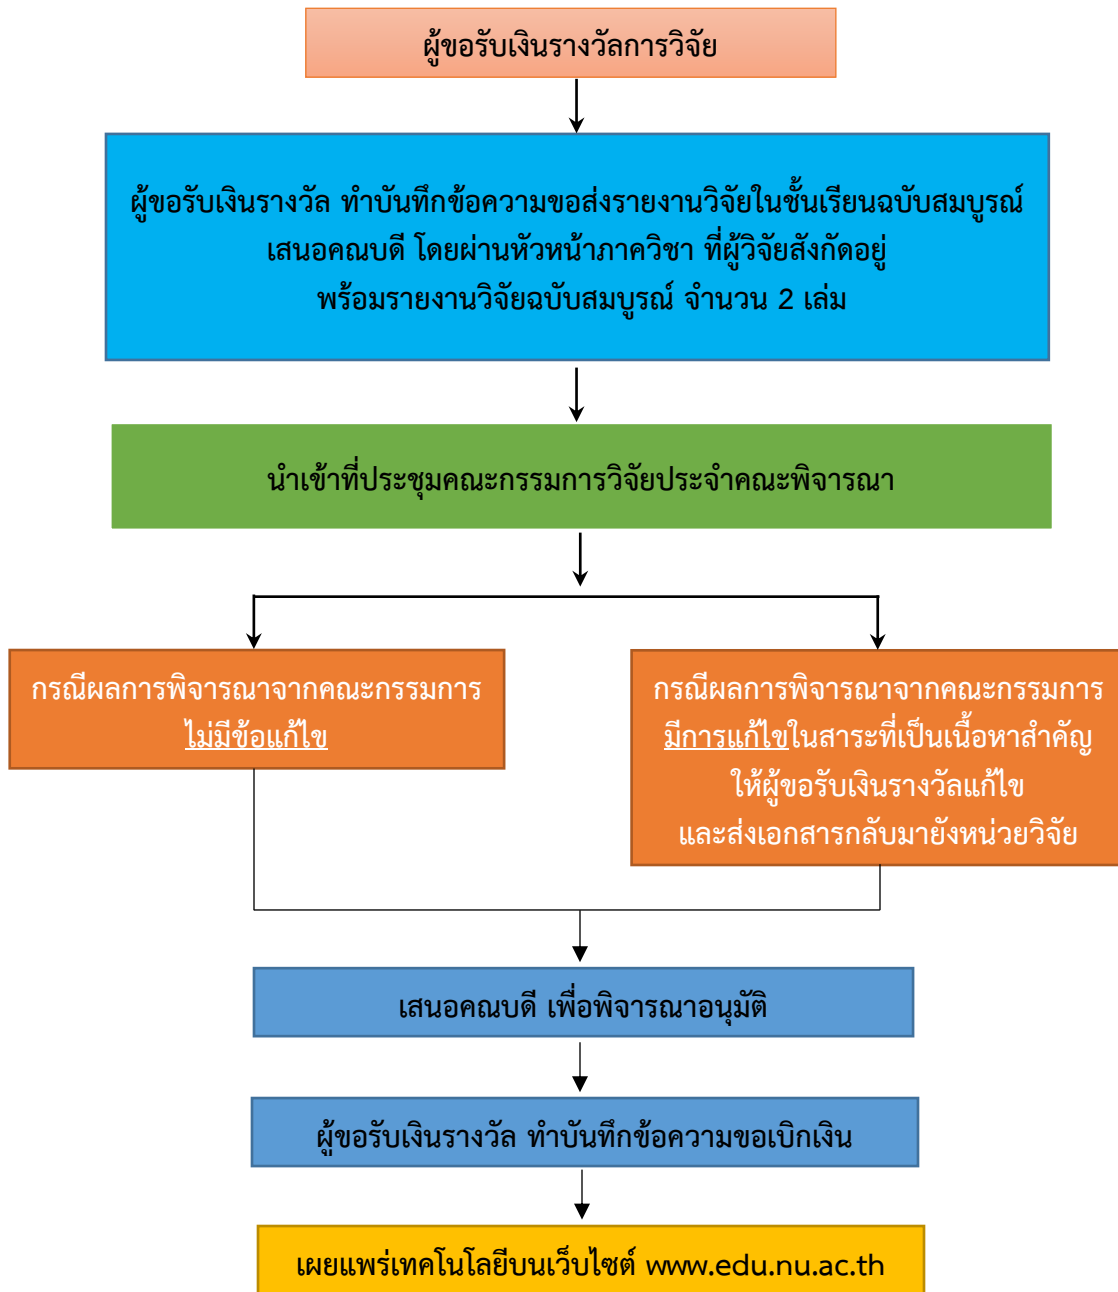 ผู้ขอรับเงินรางวัลการวิจัย
ผู้ขอรับเงินรางวัล ทำบันทึกข้อความขอส่งรายงานวิจัยในชั้นเรียนฉบับสมบูรณ์
เสนอคณบดี โดยผ่านหัวหน้าภาควิชา ที่ผู้วิจัยสังกัดอยู่
พร้อมรายงานวิจัยฉบับสมบูรณ์ จำนวน 2 เล่ม
นำเข้าที่ประชุมคณะกรรมการวิจัยประจำคณะพิจารณา
กรณีผลการพิจารณาจากคณะกรรมการ
ไม่มีข้อแก้ไข
กรณีผลการพิจารณาจากคณะกรรมการ
มีการแก้ไขในสาระที่เป็นเนื้อหาสำคัญ
ให้ผู้ขอรับเงินรางวัลแก้ไข
และส่งเอกสารกลับมายังหน่วยวิจัย
เสนอคณบดี เพื่อพิจารณาอนุมัติ
ผู้ขอรับเงินรางวัล ทำบันทึกข้อความขอเบิกเงิน
เผยแพร่เทคโนโลยีบนเว็บไซต์ www.edu.nu.ac.th